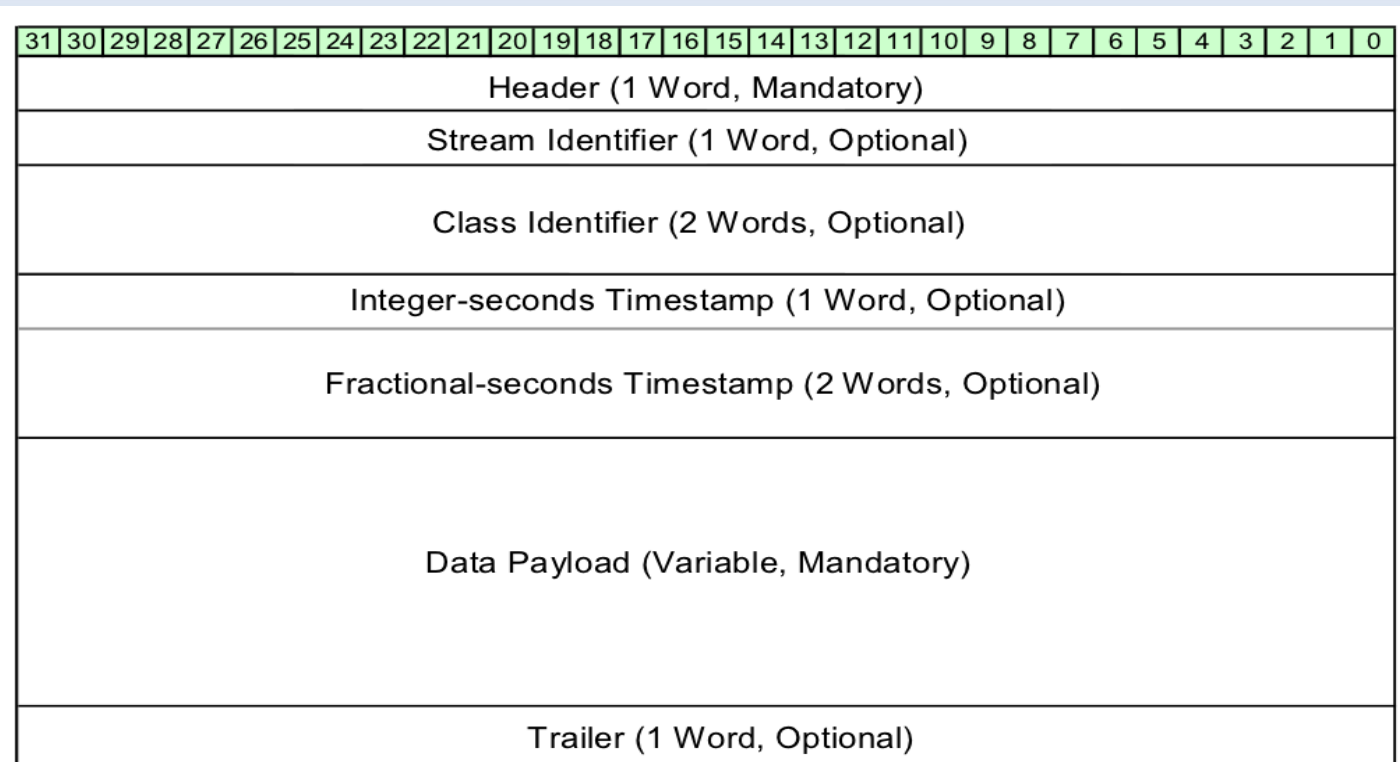 31 30 29 28 27 26 25 24 23 22 21 20 19 18 17 16 15 14 13 12 11 10 9 8 7 6 5 4 3 2 1 0
Header (1 Word, Mandatory)
Stream Identifier (1 Word, Optional)
Class Identifier (2 Words, Optional)
Integer-seconds Timestamp (1 Word, Optional)
Fractional-seconds Timestamp (2 Words, Optional)
Data Payload (Variable, Mandatory)
Trailer (1 Word, Optional)